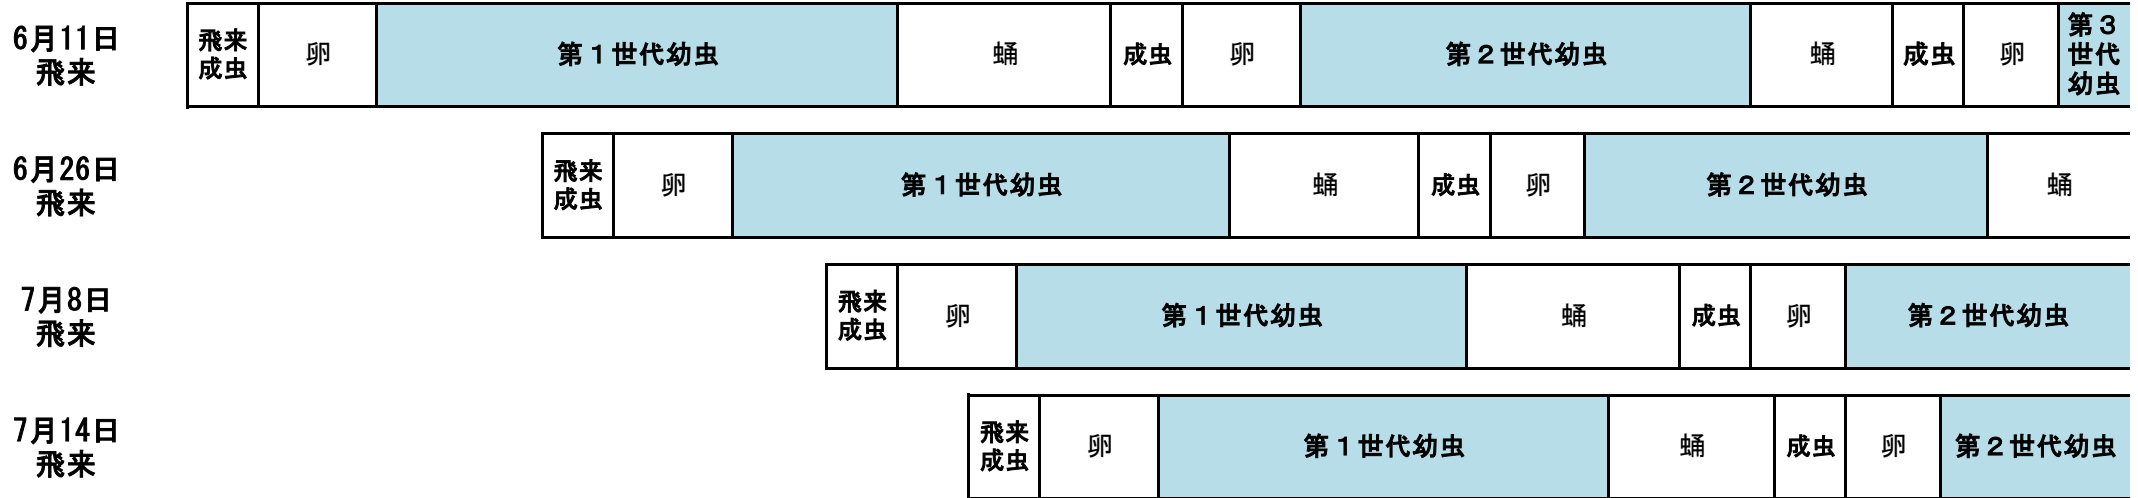 6月11日
飛来
飛来
成虫
卵
第１世代幼虫
蛹
成虫
卵
第２世代幼虫
蛹
成虫
卵
第３
世代
幼虫
6月26日
飛来
飛来
成虫
卵
第１世代幼虫
蛹
成虫
卵
第２世代幼虫
蛹
7月8日
飛来
飛来
成虫
卵
第１世代幼虫
蛹
成虫
卵
第２世代幼虫
7月14日
飛来
飛来
成虫
卵
第１世代幼虫
蛹
成虫
卵
第２世代幼虫